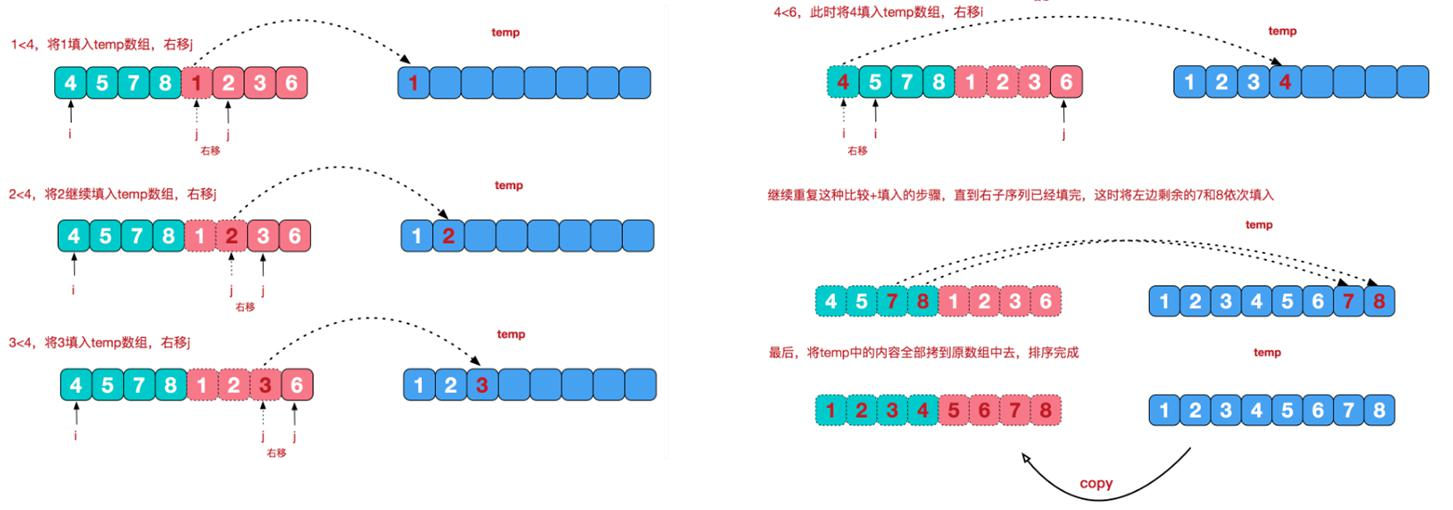 1<4，将1填入temp数组，右移j
temp
4 5 7 8 1 2 3 6
1
i
j
j
右移
2<4，将2继续填入temp数组，右移j
temp
4 5 7 8 1 2 3 6
1 2
i
j
j
右移
3<4，将3填入temp数组，右移j
temp
4 5 7 8 1 2 3 6
1 2 3
i
j
j
右移
4<6，此时将4填入temp数组，右移i
temp
4 5 7 8 1 2 3 6
1 2 3 4
i
i
j
右移
继续重复这种比较+填入的步骤，直到右子序列已经填完，这时将左边剩余的7和8依次填入
temp
4 5 7 8 1 2 3 6
1 2 3 4 5 6 7 8
最后，将temp中的内容全部拷到原数组中去，排序完成
temp
1 2 3 4 5 6 7 8
1 2 3 4 5 6 7 8
copy